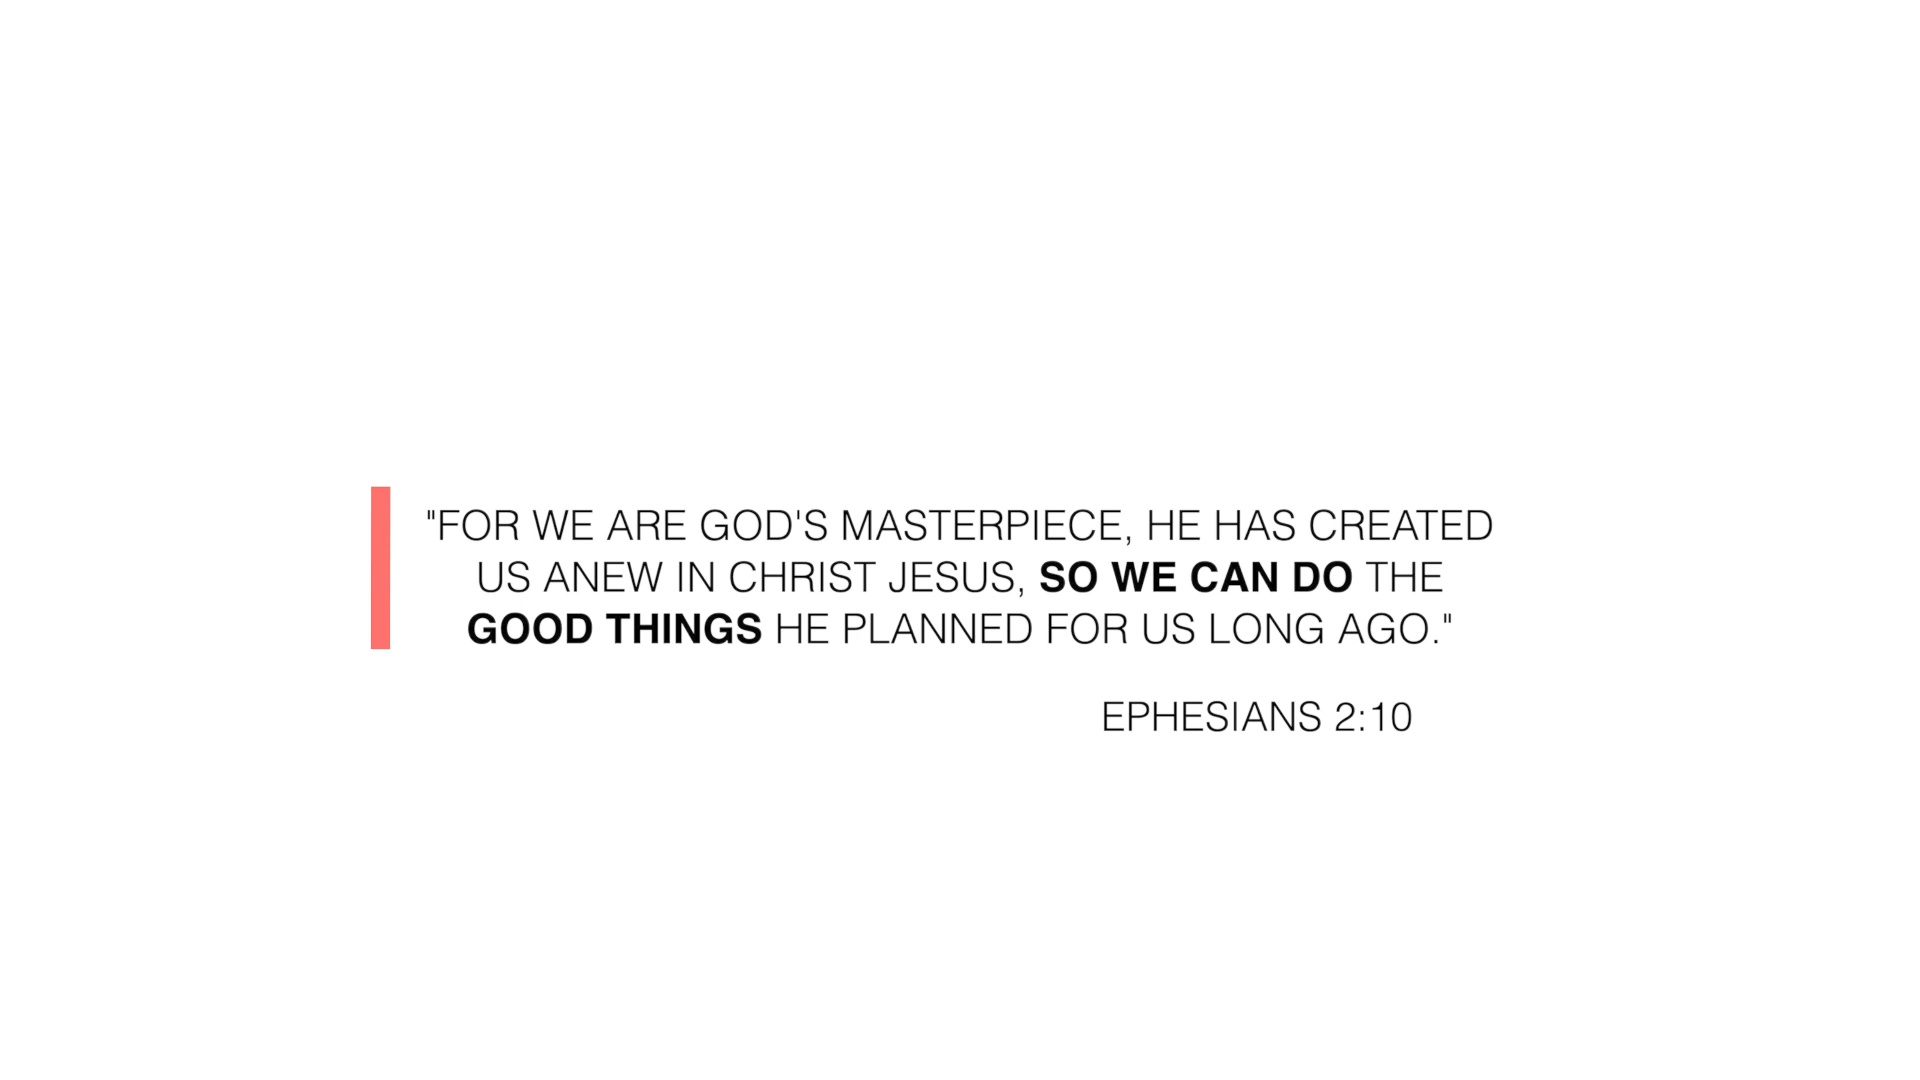 "FOR WE ARE GOD'S MASTERPIECE, HE HAS CREATED
US ANEW IN CHRIST JESUS, SO WE CAN DO THE
GOOD THINGS HE PLANNED FOR US LONG AGO."
EPHESIANS 2:10